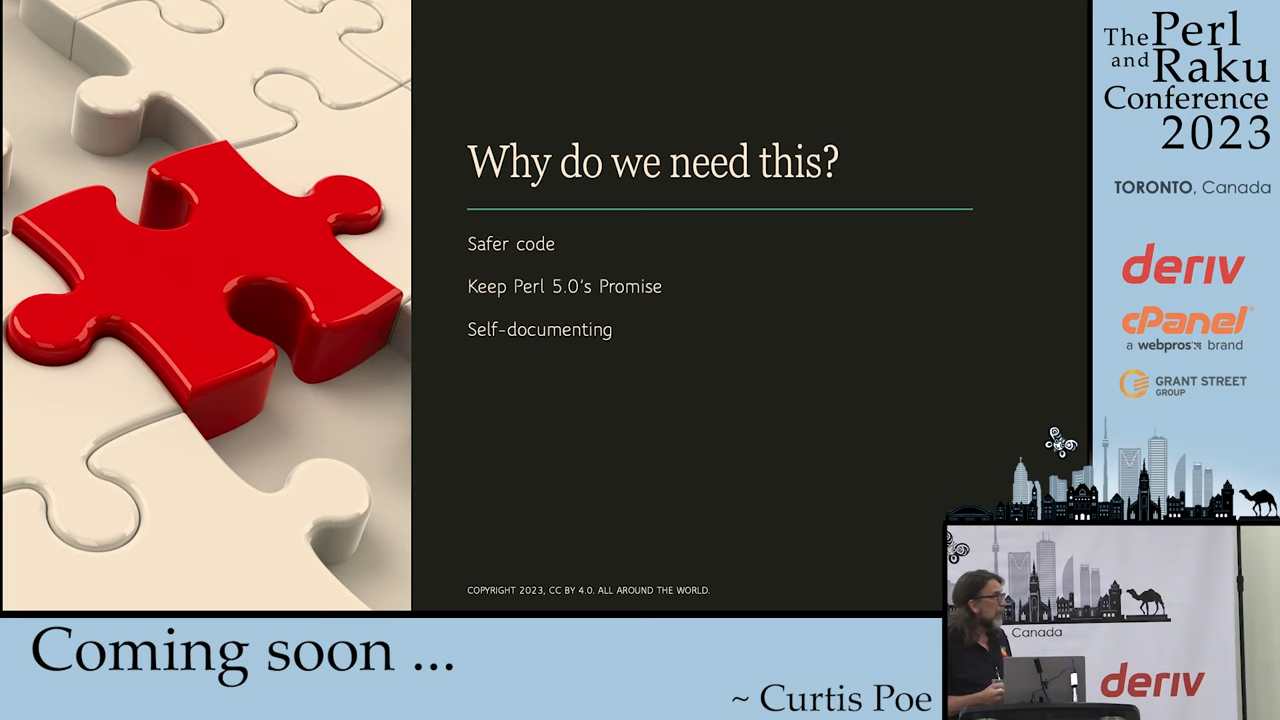 Why do we need this?
Safer code
Keep Perl 5.0's Promise
Self-documenting
COPYRIGHT 2023, CC BY 4.0. ALL AROUND THE WORLD.
The Perl
and Raku
Conference
2023
TORONTO, Canada
deriv
cPanel®
a webpros brand
GRANT STREET
GROUP
Canada
deriv
Coming soon ...
~ Curtis Poe